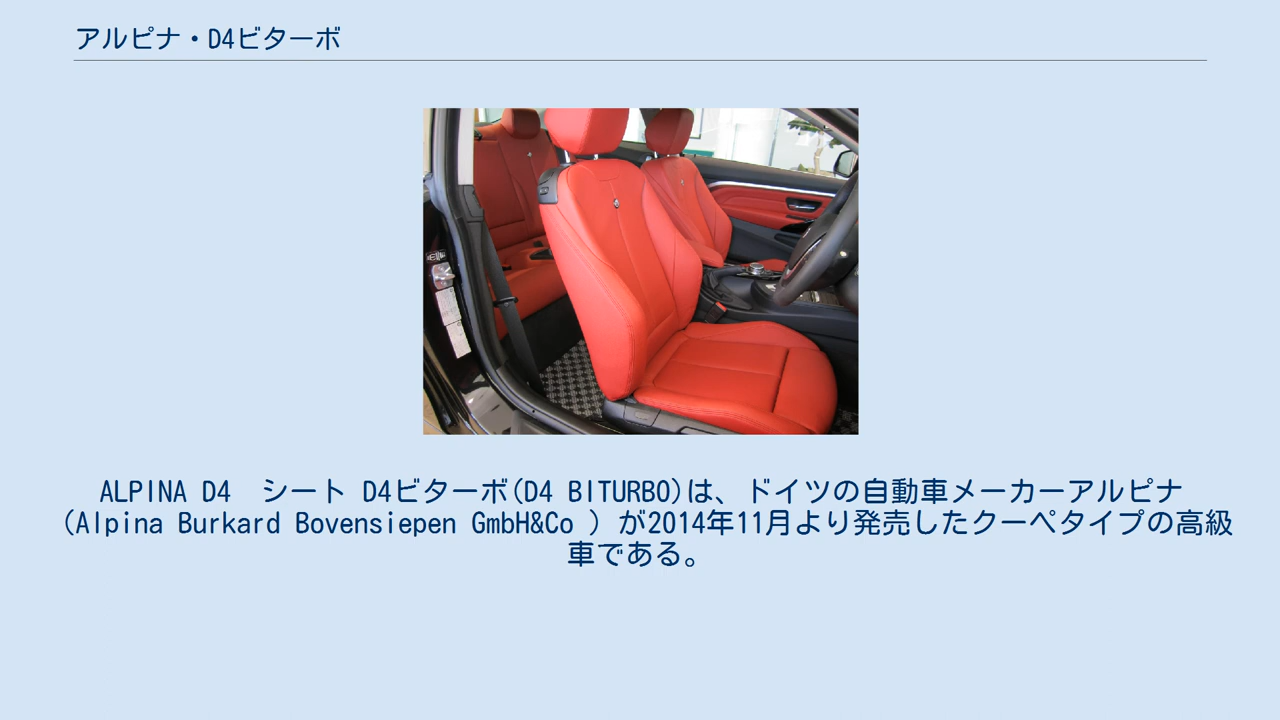 アルピナ・D4ビターボ
ALPINA D4　シート D4ビターボ(D4 BITURBO)は、ドイツの自動車メーカーアルピナ
(Alpina Burkard Bovensiepen GmbH&Co ) が2014年11月より発売したクーペタイプの高級
車である。